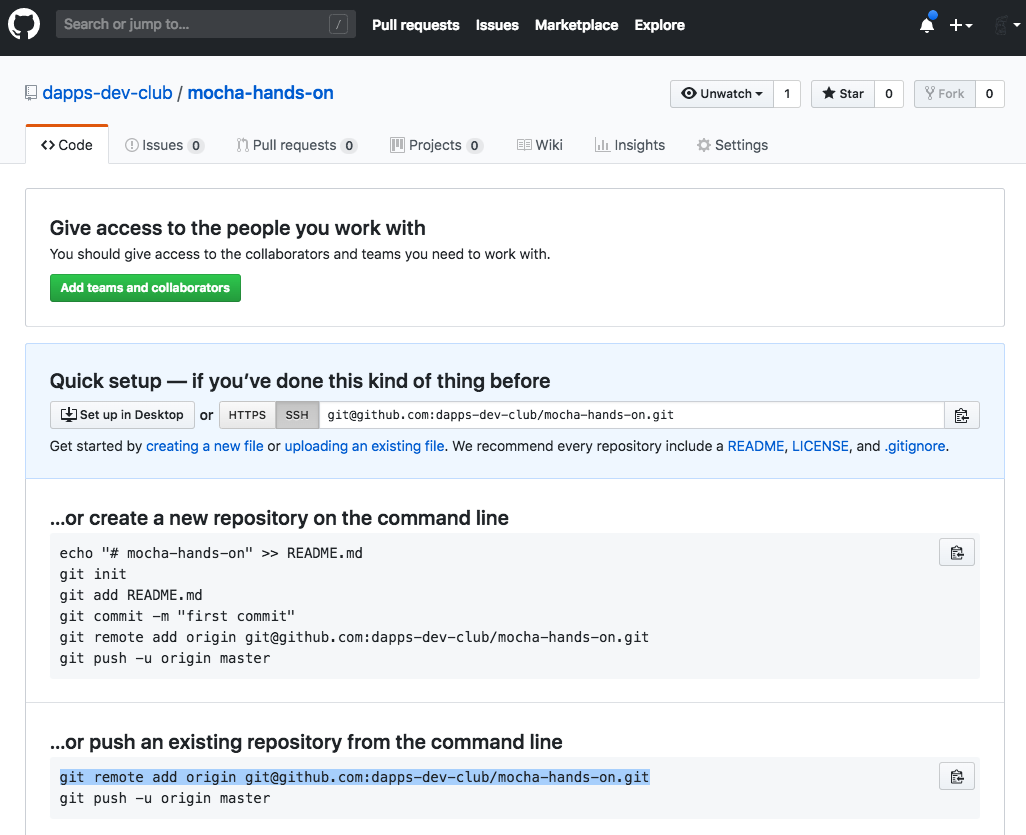 Search or jump to... /
Pull requests Issues Marketplace Explore
dapps-dev-club / mocha-hands-on
Unwatch 1 Star 0 Fork 0
Code Issues 0 Pull requests 0 Projects 0 Wiki Insights Settings
Give access to the people you work with
You should give access to the collaborators and teams you need to work with.
Add teams and collaborators
Quick setup — if you’ve done this kind of thing before
Set up in Desktop or HTTPS SSH git@github.com:dapps-dev-club/mocha-hands-on.git
Get started by creating a new file or uploading an existing file. We recommend every repository include a README, LICENSE, and .gitignore.
…or create a new repository on the command line
echo "# mocha-hands-on" >> README.md
git init
git add README.md
git commit -m "first commit"
git remote add origin git@github.com:dapps-dev-club/mocha-hands-on.git
git push -u origin master
…or push an existing repository from the command line
git remote add origin git@github.com:dapps-dev-club/mocha-hands-on.git
git push -u origin master